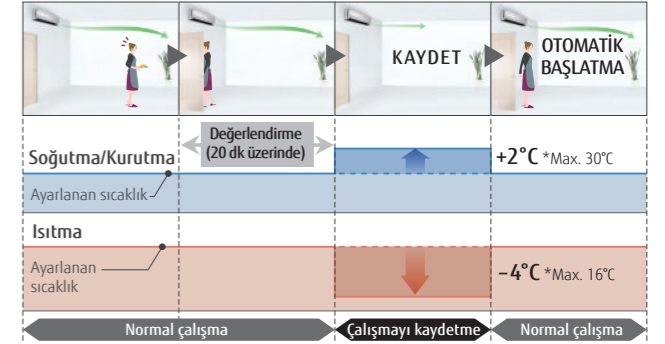 KAYDET
OTOMATİK
BAŞLATMA
Değerlendirme
(20 dk üzerinde)
Soğutma/Kurutma
+2°C *Max. 30°C
Ayarlanan sıcaklık
Isıtma
Ayarlanan
sıcaklık
−4°C *Max. 16°C
Normal çalışma
Çalışmayı kaydetme
Normal çalışma